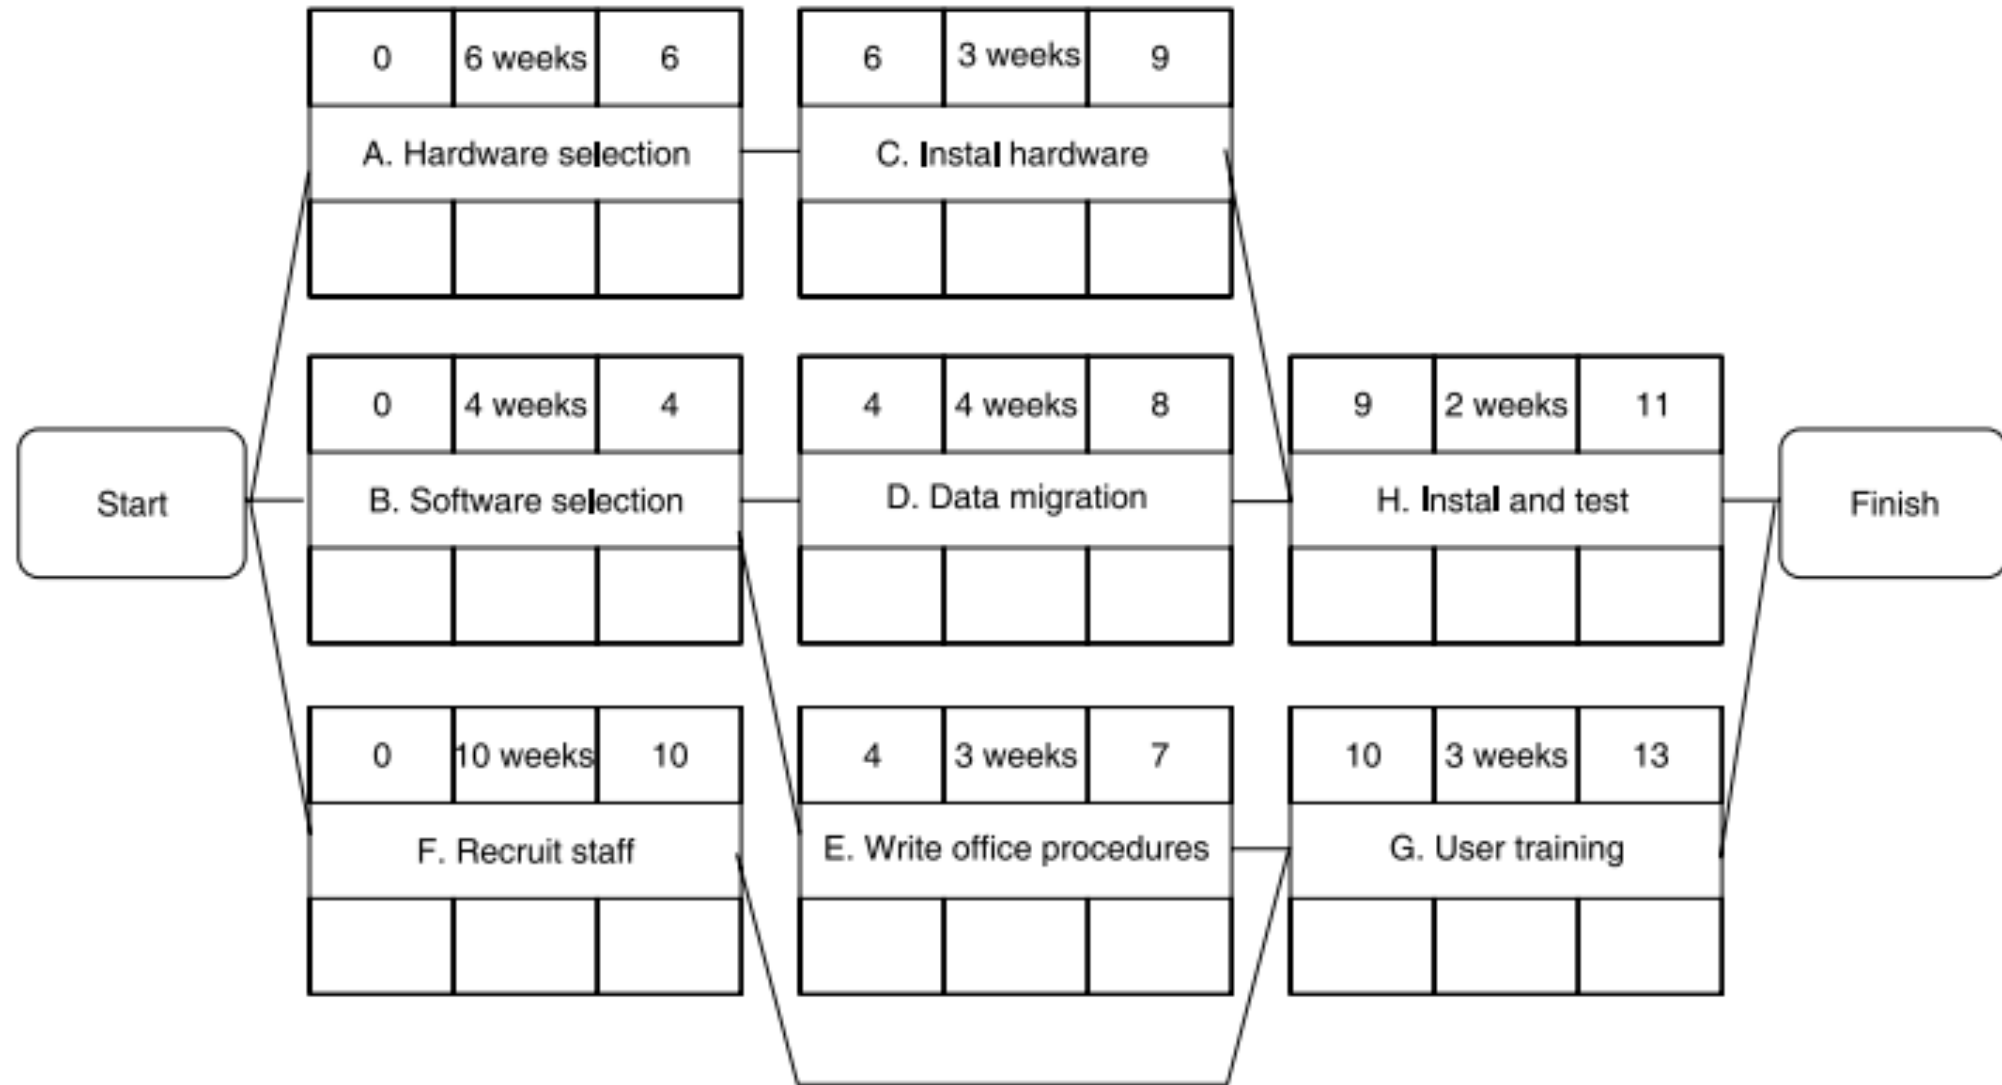 0 6 weeks 6
A. Hardware selection
6 3 weeks 9
C. Instal hardware
Start
0 4 weeks 4
B. Software selection
4 4 weeks 8
D. Data migration
9 2 weeks 11
H. Instal and test
Finish
0 10 weeks 10
F. Recruit staff
4 3 weeks 7
E. Write office procedures
10 3 weeks 13
G. User training